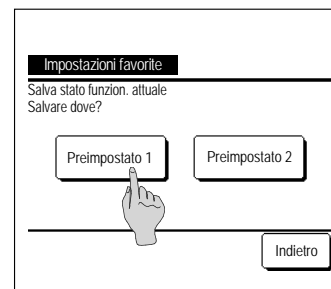 Impostazioni favorite
Salva stato funzion. attuale
Salvare dove?
Preimpostato 1
Preimpostato 2
Indietro